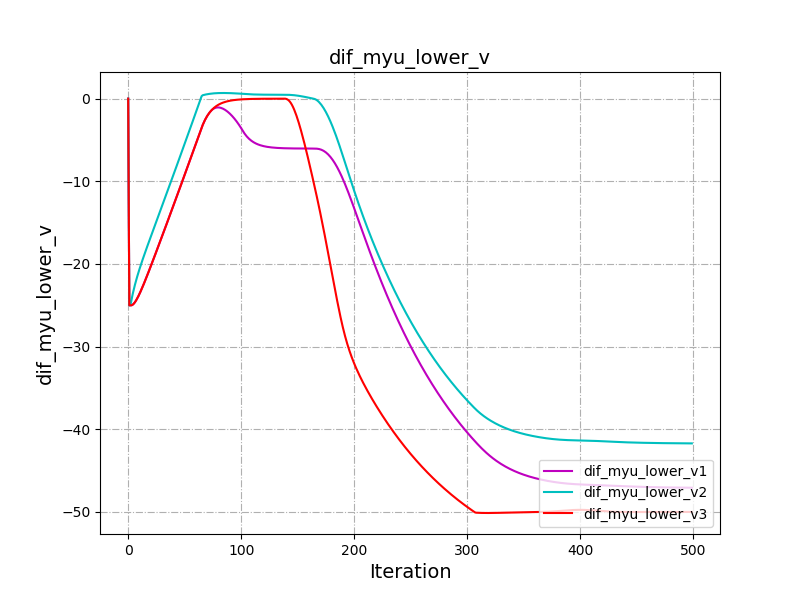 dif_myu_lower_v
dif_myu_lower_v
0
−10
−20
−30
−40
−50
dif_myu_lower_v1
dif_myu_lower_v2
dif_myu_lower_v3
0 100 200 300 400 500
Iteration